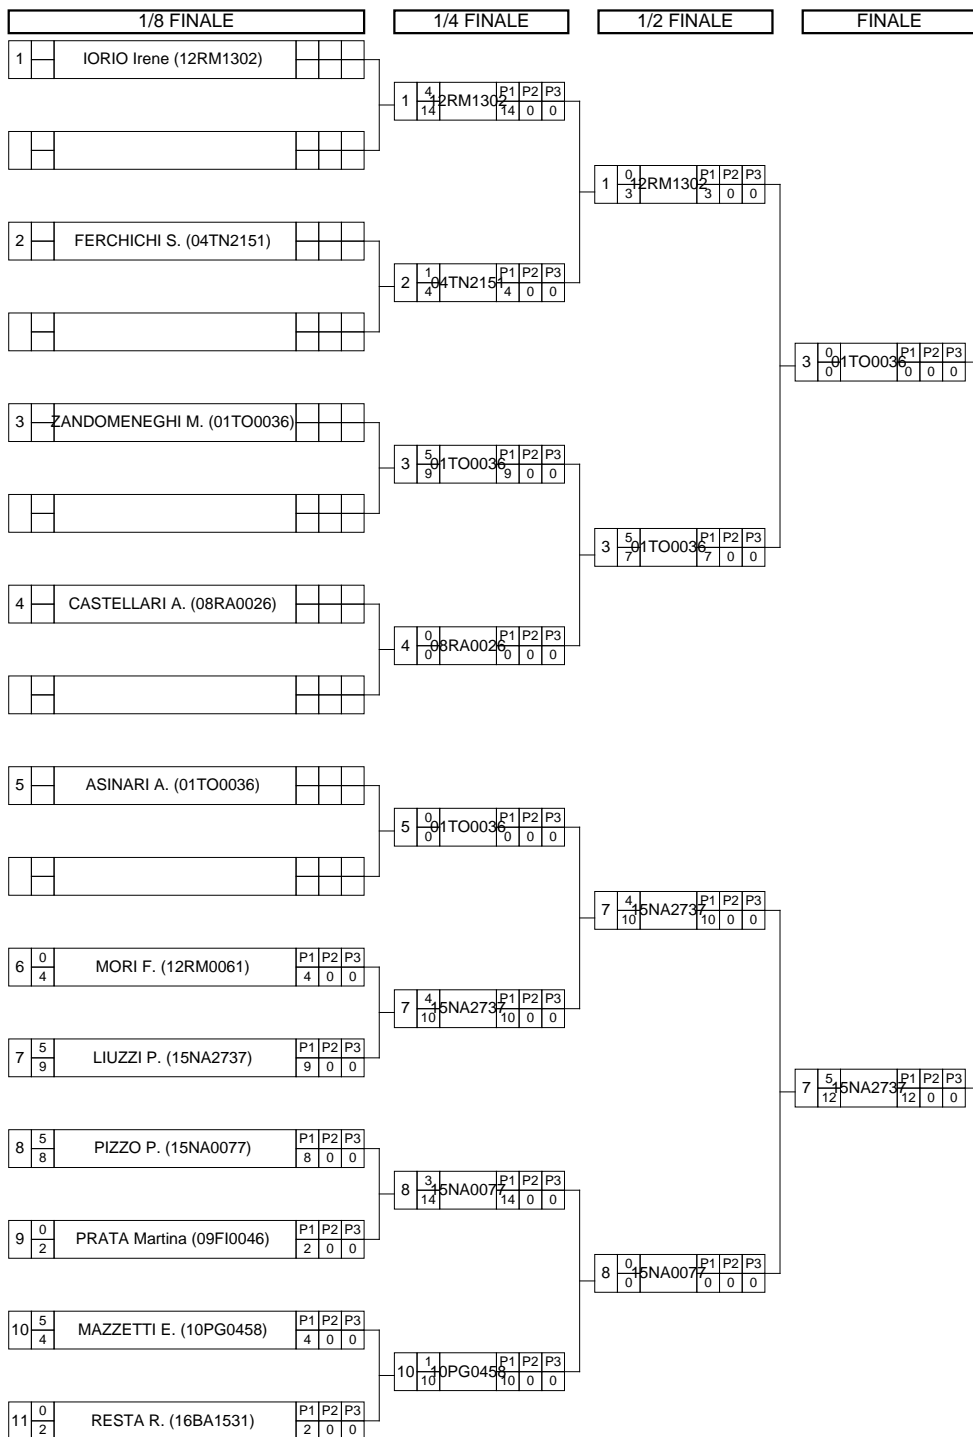 1/8 FINALE 1/4 FINALE 1/2 FINALE FINALE
1 IORIO Irene (12RM1302)
1 4 14 12RM1302 P1 P2 P3 14 0 0
1 0 3 12RM1302 P1 P2 P3 3 0 0
2 FERCHICHI S. (04TN2151)
2 1 4 04TN2151 P1 P2 P3 4 0 0
3 0 0 01TO0036 P1 P2 P3 0 0 0
3 ZANDOMENEGHI M. (01TO0036)
3 5 9 01TO0036 P1 P2 P3 9 0 0
3 5 7 01TO0036 P1 P2 P3 7 0 0
4 CASTELLARI A. (08RA0026)
4 0 0 08RA0026 P1 P2 P3 0 0 0
5 ASINARI A. (01TO0036)
5 0 0 01TO0036 P1 P2 P3 0 0 0
7 4 10 15NA2737 P1 P2 P3 10 0 0
6 0 4 MORI F. (12RM0061) P1 P2 P3 4 0 0
7 4 10 15NA2737 P1 P2 P3 10 0 0
7 5 9 LIUZZI P. (15NA2737) P1 P2 P3 9 0 0
7 5 12 15NA2737 P1 P2 P3 12 0 0
8 5 8 PIZZO P. (15NA0077) P1 P2 P3 8 0 0
8 3 14 15NA0077 P1 P2 P3 14 0 0
9 0 2 PRATA Martina (09FI0046) P1 P2 P3 2 0 0
8 0 0 15NA0077 P1 P2 P3 0 0 0
10 5 4 MAZZETTI E. (10PG0458) P1 P2 P3 4 0 0
10 1 10 10PG0458 P1 P2 P3 10 0 0
11 0 2 RESTA R. (16BA1531) P1 P2 P3 2 0 0